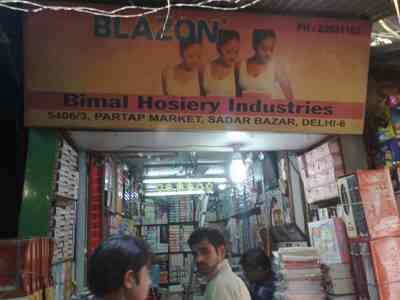 BLAZON
Bimal Hosiery Industries
5406/3, PARTAP MARKET, SADAR BAZAR, DELHI-6